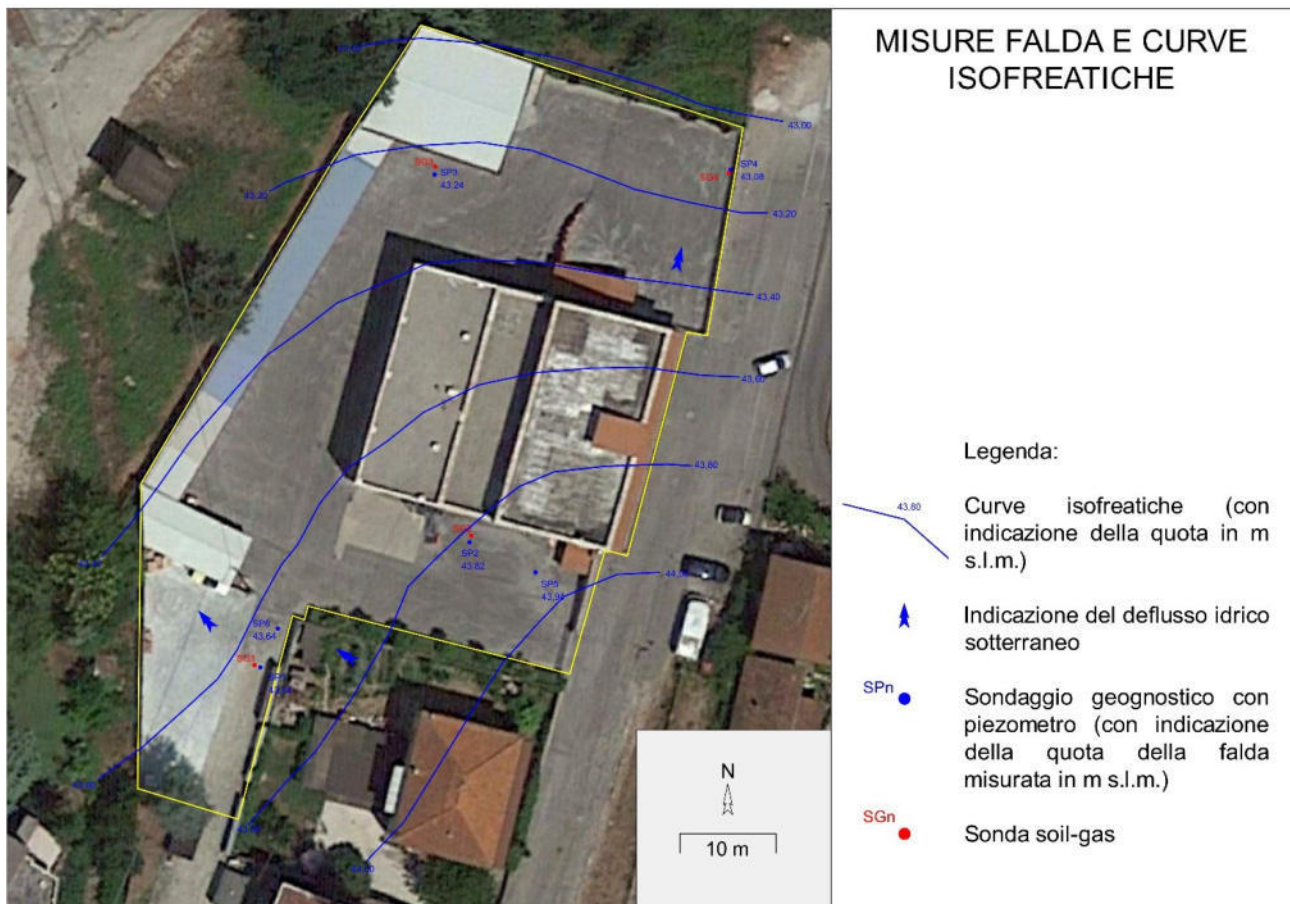 MISURE FALDA E CURVE
ISOFREATICHE
43,00
43,20
SG3
SP3
43.24
SP4
43.08
43,20
43,40
43,60
43,80
SP2
43.82
SP5
43.94
SP6
43.64
SG1
Legenda:
43,80
Curve isofreatiche (con
indicazione della quota in m
s.l.m.)
Indicazione del deflusso idrico
sotterraneo
SPn
Sondaggio geognostico con
piezometro (con indicazione
della quota della falda
misurata in m s.l.m.)
SGn
Sonda soil-gas
N
10 m